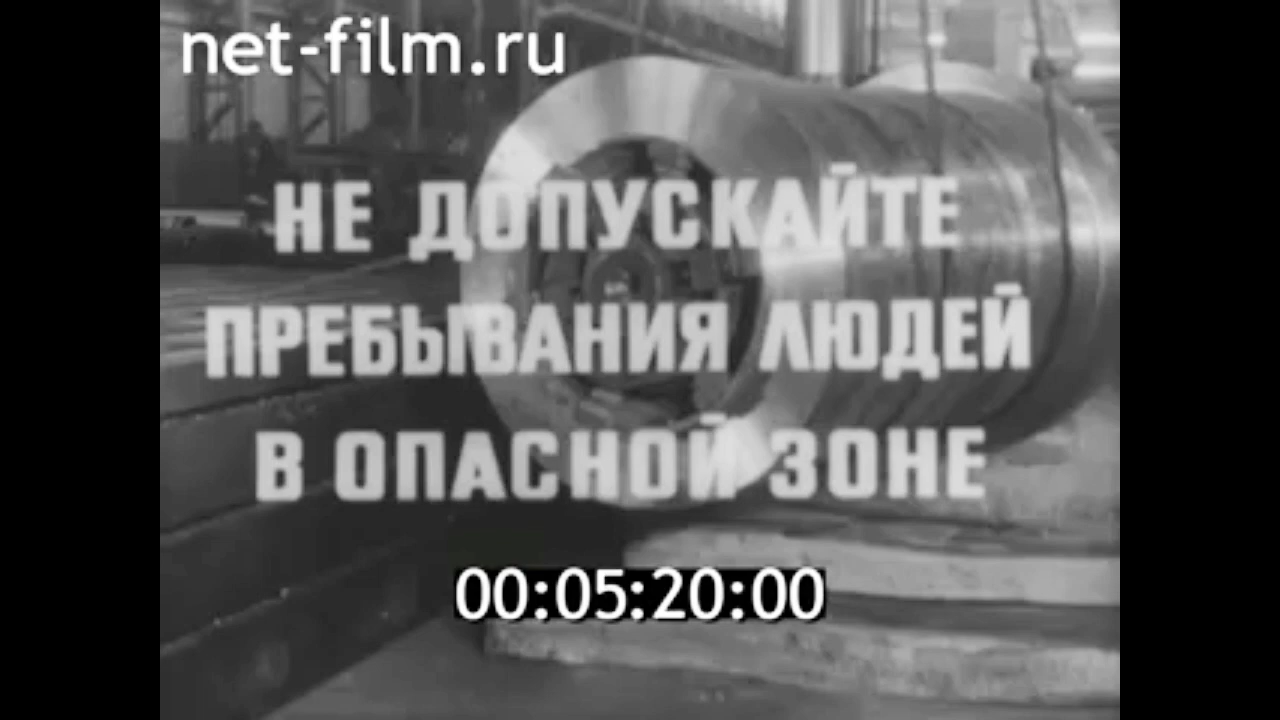 net-film.ru
НЕ ДОПУСКАЙТЕ
ПРЕБЫВАНИЯ ЛЮДЕЙ
В ОПАСНОЙ ЗОНЕ
00:05:20:00